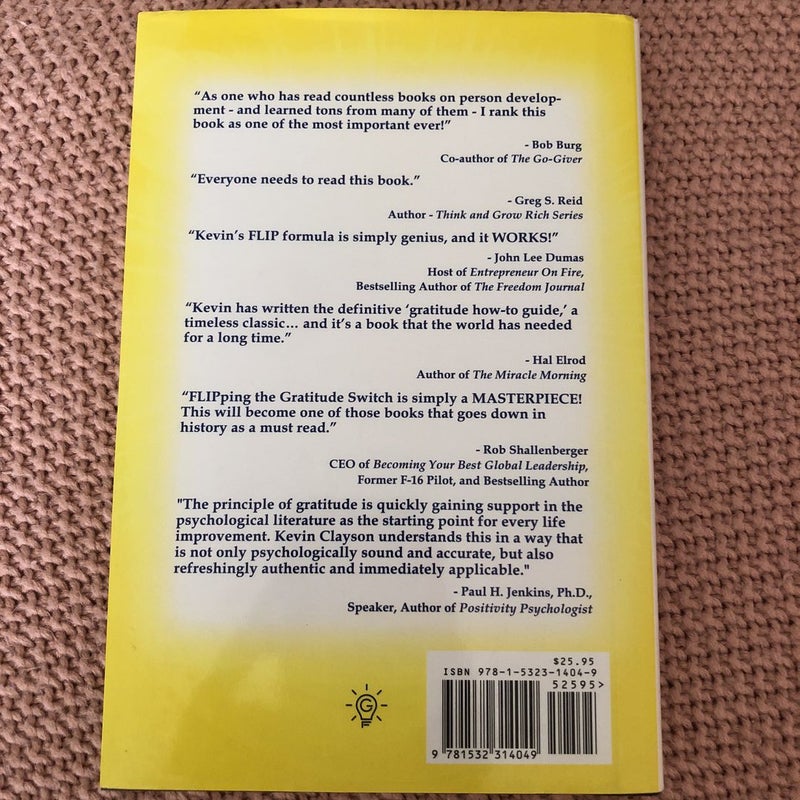 “As one who has read countless books on person develop-
ment - and learned tons from many of them - I rank this
book as one of the most important ever!”
- Bob Burg
Co-author of The Go-Giver
“Everyone needs to read this book.”
- Greg S. Reid
Author - Think and Grow Rich Series
“Kevin’s FLIP formula is simply genius, and it WORKS!”
- John Lee Dumas
Host of Entrepreneur On Fire,
Bestselling Author of The Freedom Journal
“Kevin has written the definitive ‘gratitude how-to guide,’ a
timeless classic… and it’s a book that the world has needed
for a long time.”
- Hal Elrod
Author of The Miracle Morning
“FLIPping the Gratitude Switch is simply a MASTERPIECE!
This will become one of those books that goes down in
history as a must read.”
- Rob Shallenberger
CEO of Becoming Your Best Global Leadership,
Former F-16 Pilot, and Bestselling Author
"The principle of gratitude is quickly gaining support in the
psychological literature as the starting point for every life
improvement. Kevin Clayson understands this in a way that
is not only psychologically sound and accurate, but also
refreshingly authentic and immediately applicable."
- Paul H. Jenkins, Ph.D.,
Speaker, Author of Positivity Psychologist
$25.95
ISBN 978-1-5323-1404-9
52595>
9 781532 314049
G